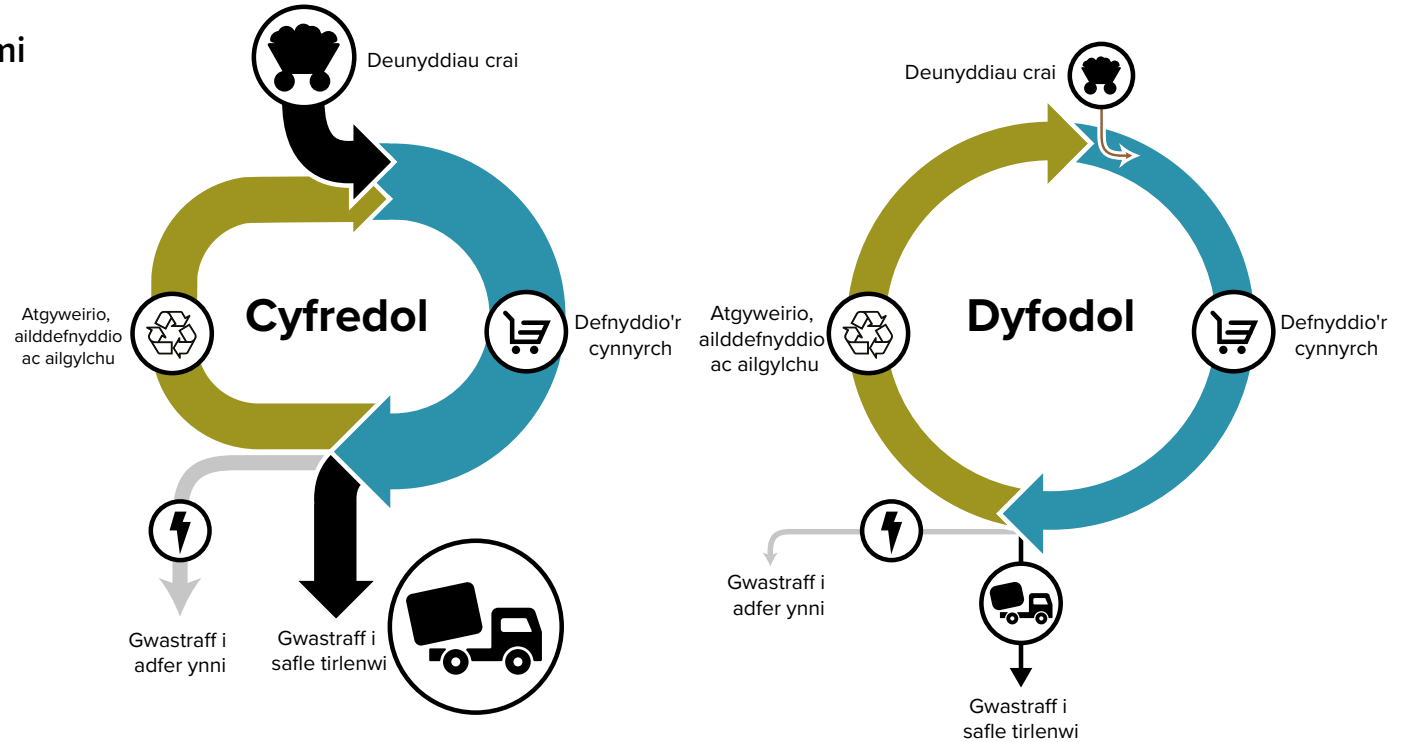 Deunyddiau crai
Cyfredol
Atgyweirio,
ailddefnyddio
ac ailgylchu
Defnyddio'r
cynnyrch
Gwastraff i
adfer ynni
Gwastraff i
safle tirlenwi
Deunyddiau crai
Dyfodol
Atgyweirio,
ailddefnyddio
ac ailgylchu
Defnyddio'r
cynnyrch
Gwastraff i
adfer ynni
Gwastraff i
safle tirlenwi